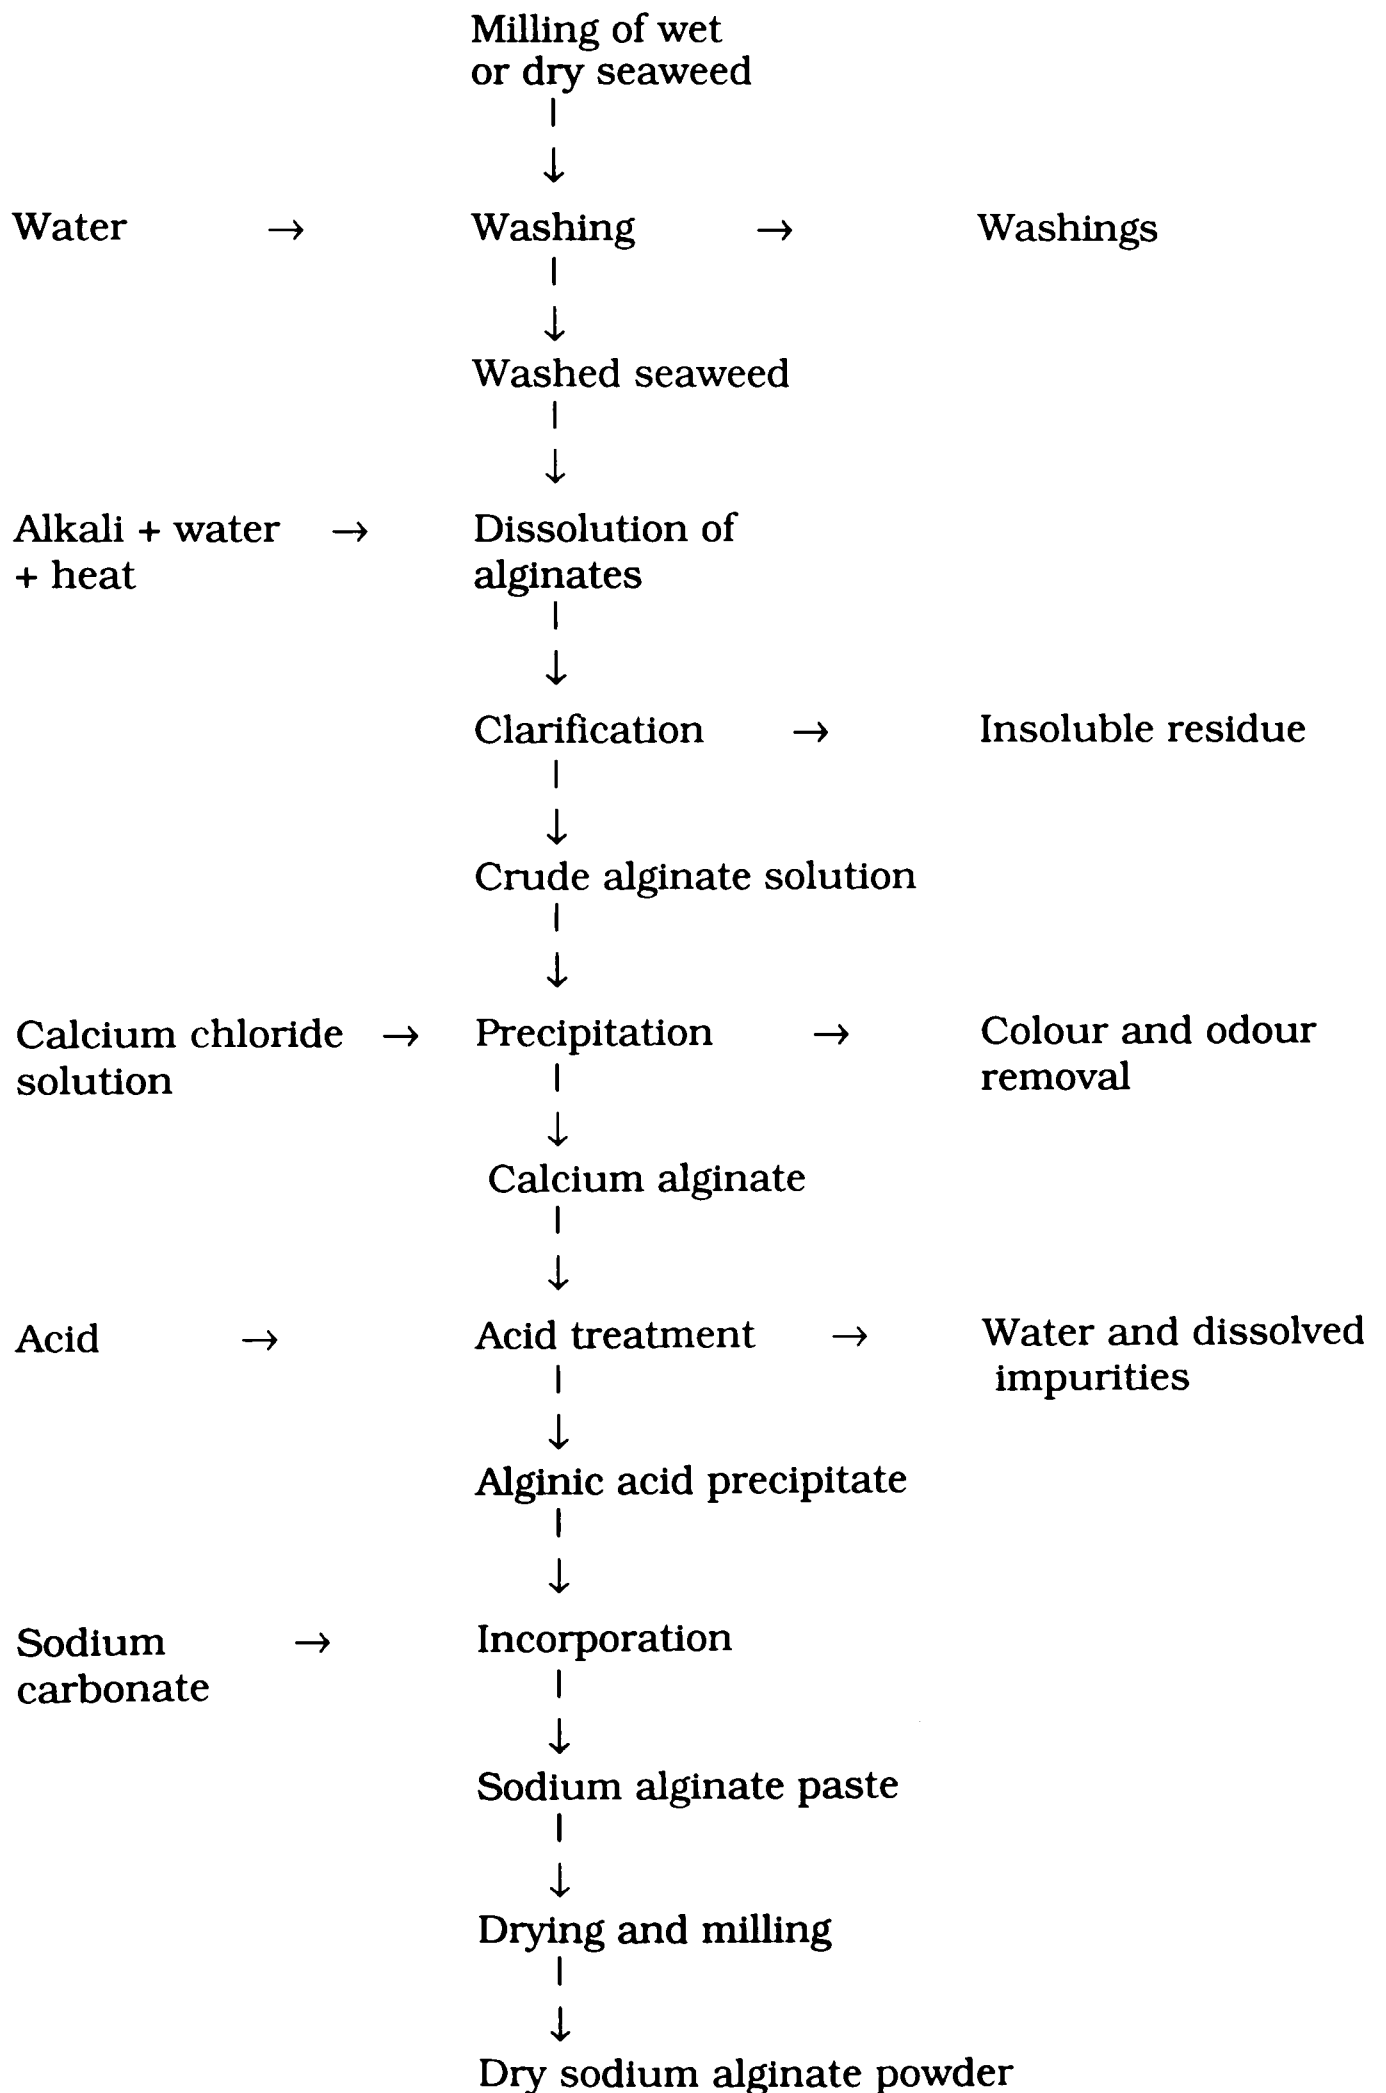 Milling of wet
or dry seaweed
Water → Washing → Washings
Washed seaweed
Alkali + water → Dissolution of
+ heat alginates
Clarification → Insoluble residue
Crude alginate solution
Calcium chloride → Precipitation → Colour and odour
solution removal
Calcium alginate
Acid → Acid treatment → Water and dissolved
impurities
Alginic acid precipitate
Sodium → Incorporation
carbonate
Sodium alginate paste
Drying and milling
Dry sodium alginate powder